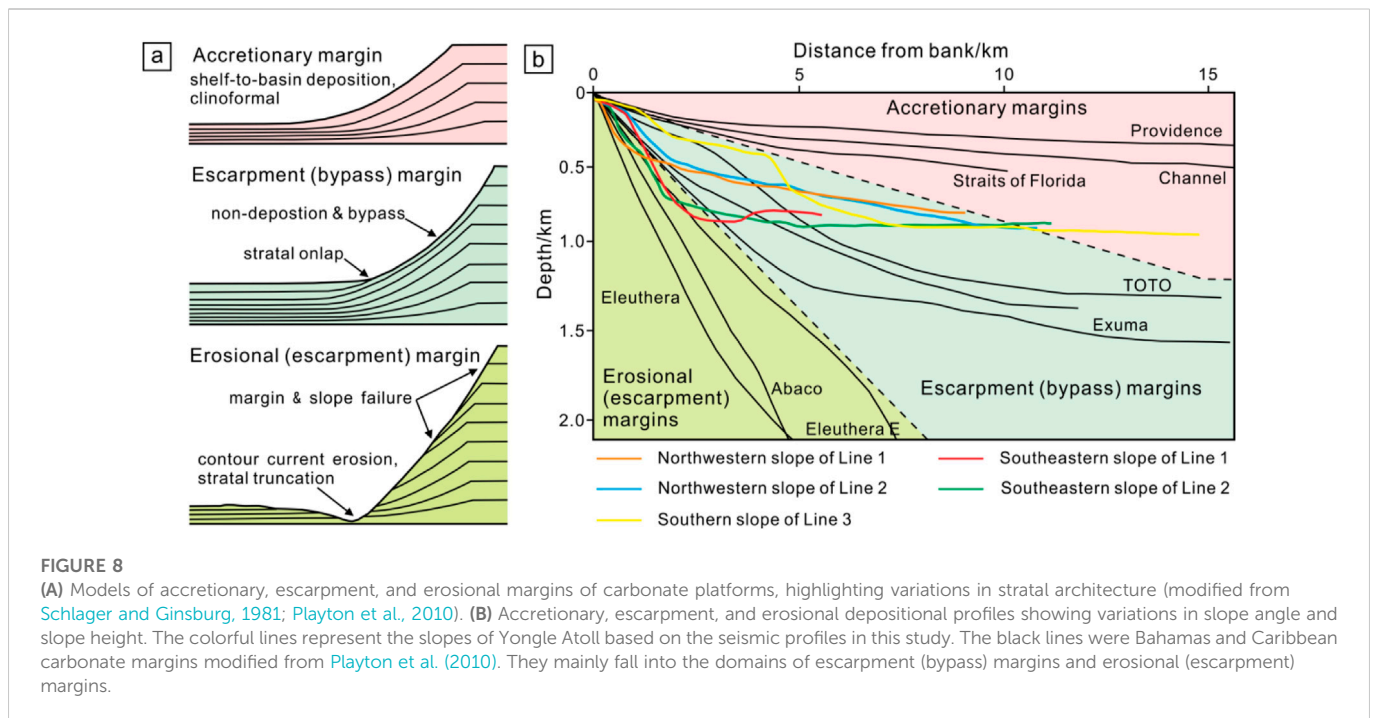 a
Accretionary margin
shelf-to-basin deposition,
clinoformal
Escarpment (bypass) margin
non-depostion & bypass
stratal onlap
Erosional (escarpment) margin
margin & slope failure
contour current erosion,
stratal truncation
b
Distance from bank/km
0 5 10 15
Depth/km
0
0.5
1.0
1.5
2.0
Accretionary margins
Providence
Channel
Straits of Florida
TOTO
Exuma
Eleuthera
Abaco
Eleuthera E
Erosional
(escarpment)
margins
Escarpment (bypass) margins
Northwestern slope of Line 1
Southeastern slope of Line 1
Northwestern slope of Line 2
Southeastern slope of Line 2
Southern slope of Line 3
FIGURE 8
(A) Models of accretionary, escarpment, and erosional margins of carbonate platforms, highlighting variations in stratal architecture (modified from
Schlager and Ginsburg, 1981; Playton et al., 2010). (B) Accretionary, escarpment, and erosional depositional profiles showing variations in slope angle and
slope height. The colorful lines represent the slopes of Yongle Atoll based on the seismic profiles in this study. The black lines were Bahamas and Caribbean
carbonate margins modified from Playton et al. (2010). They mainly fall into the domains of escarpment (bypass) margins and erosional (escarpment)
margins.